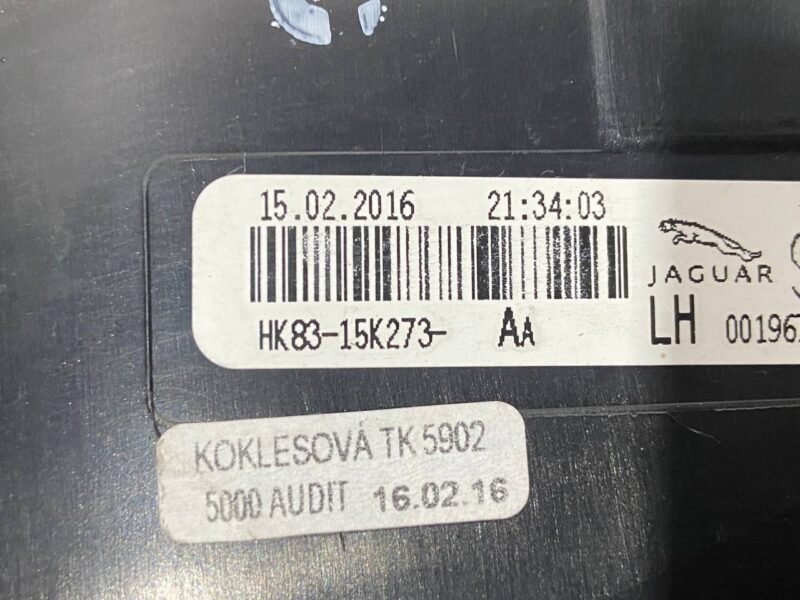 15.02.2016 21:34:03
JAGUAR
HK83-15K273- AA
LH
KOKLESOVÁ TK 5902
5000 AUDIT 16.02.16